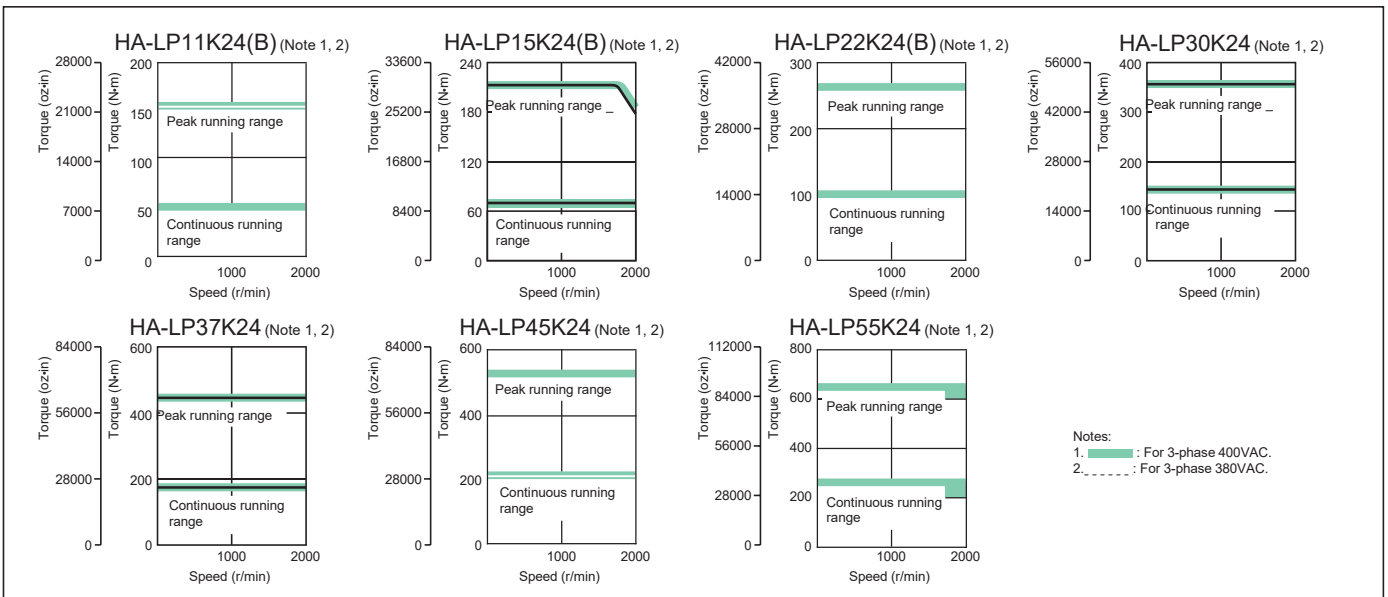 HA-LP11K24(B) (Note 1, 2)
28000
21000
14000
7000
0
Torque (oz•in)
Torque (N•m)
200
150
100
50
0
Peak running range
Continuous running
range
1000
2000
Speed (r/min)
HA-LP15K24(B) (Note 1, 2)
33600
25200
16800
8400
0
Torque (oz•in)
Torque (N•m)
240
180
120
60
0
Peak running range
Continuous running
range
1000
2000
Speed (r/min)
HA-LP22K24(B) (Note 1, 2)
42000
28000
14000
0
Torque (oz•in)
Torque (N•m)
300
200
100
0
Peak running range
Continuous running
range
1000
2000
Speed (r/min)
HA-LP30K24 (Note 1, 2)
56000
42000
28000
14000
0
Torque (oz•in)
Torque (N•m)
400
300
200
100
0
Peak running range
Continuous running
range
1000
2000
Speed (r/min)
HA-LP37K24 (Note 1, 2)
84000
56000
28000
0
Torque (oz•in)
Torque (N•m)
600
400
200
0
Peak running range
Continuous running
range
1000
2000
Speed (r/min)
HA-LP45K24 (Note 1, 2)
84000
56000
28000
0
Torque (oz•in)
Torque (N•m)
600
400
200
0
Peak running range
Continuous running
range
1000
2000
Speed (r/min)
HA-LP55K24 (Note 1, 2)
112000
84000
56000
28000
0
Torque (oz•in)
Torque (N•m)
800
600
400
200
0
Peak running range
Continuous running
range
1000
2000
Speed (r/min)
Notes:
1. : For 3-phase 400VAC.
2. _ _ _ _ _ _ : For 3-phase 380VAC.